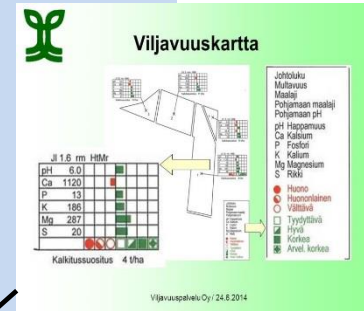 Viljavuuskartta
Johtoluku
Multavuus
Maalaji
Pohjamaan maalaji
Pohjamaan pH
pH Happamuus
Ca Kalsium
P Fosfori
K Kalium
Mg Magnesium
S Rikki
Huono
Huononlainen
Välttävä
Tyydyttävä
Hyvä
Korkea
Arvel. korkea
Jl 1.6 rm HtMr
pH 6.0
Ca 1120
P 13
K 186
Mg 287
S 20
Kalkitussuositus 4 t/ha
Viljavuuspalvelu Oy / 24.6.2014